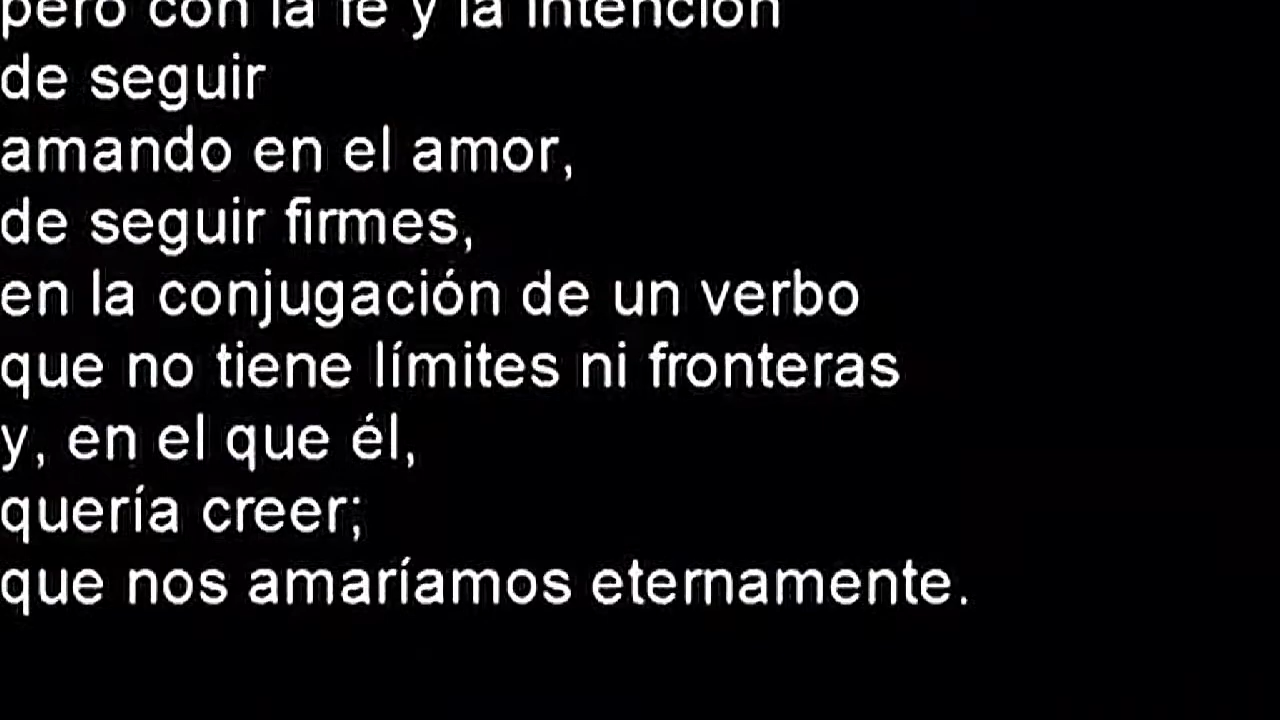 pero con la fe y la intención
de seguir
amando en el amor,
de seguir firmes,
en la conjugación de un verbo
que no tiene límites ni fronteras
y, en el que él,
quería creer;
que nos amaríamos eternamente.